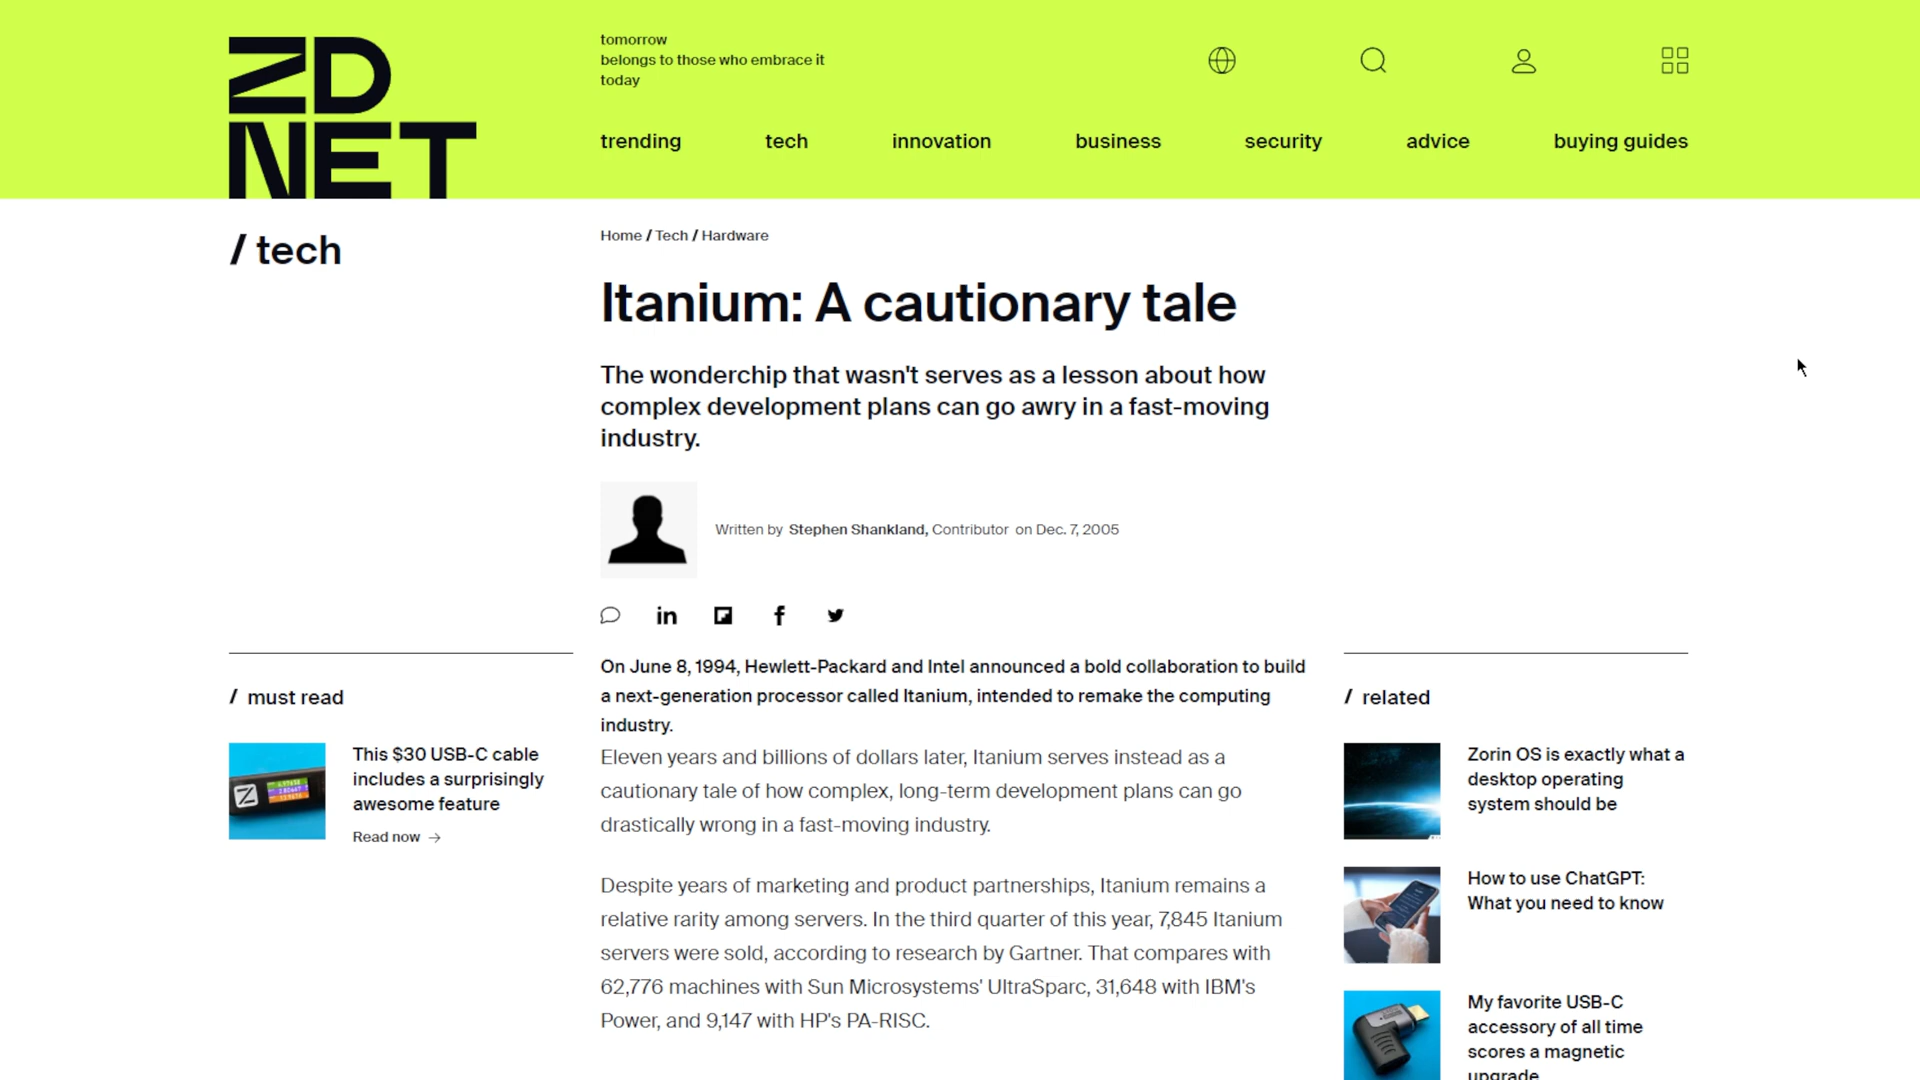 ZD
NET
tomorrow
belongs to those who embrace it
today
trending tech innovation business security advice buying guides
/ tech
Home / Tech / Hardware
Itanium: A cautionary tale
The wonderchip that wasn't serves as a lesson about how
complex development plans can go awry in a fast-moving
industry.
Written by Stephen Shankland, Contributor on Dec. 7, 2005
On June 8, 1994, Hewlett-Packard and Intel announced a bold collaboration to build
a next-generation processor called Itanium, intended to remake the computing
industry.
Eleven years and billions of dollars later, Itanium serves instead as a
cautionary tale of how complex, long-term development plans can go
drastically wrong in a fast-moving industry.
Despite years of marketing and product partnerships, Itanium remains a
relative rarity among servers. In the third quarter of this year, 7,845 Itanium
servers were sold, according to research by Gartner. That compares with
62,776 machines with Sun Microsystems' UltraSparc, 31,648 with IBM's
Power, and 9,147 with HP's PA-RISC.
/ must read
This $30 USB-C cable
includes a surprisingly
awesome feature
Read now →
/ related
Zorin OS is exactly what a
desktop operating
system should be
How to use ChatGPT:
What you need to know
My favorite USB-C
accessory of all time
scores a magnetic
upgrade